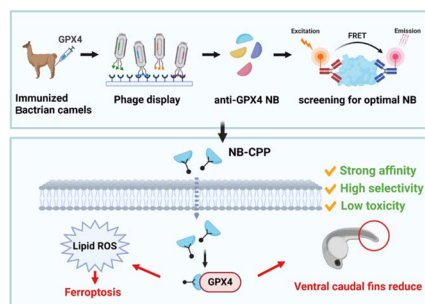 GPX4
Excitation
FRET
Emission
Immunized
Bactrian camels
Phage display
anti-GPX4 NB
screening for optimal NB
NB-CPP
Strong affinity
High selectivity
Low toxicity
Lipid ROS
GPX4
Ferroptosis
Ventral caudal fins reduce